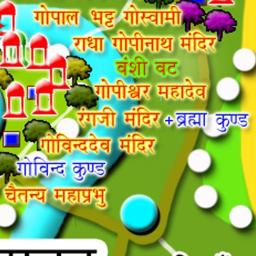 गोपाल भट्ट गोस्वामी
राधा गोपीनाथ मंदिर
वंशी वट
गोपीश्वर महादेव
रंगजी मंदिर +ब्रह्मा कुण्ड
गोविन्ददेव मंदिर
गोविन्द कुण्ड
चैतन्य महाप्रभु